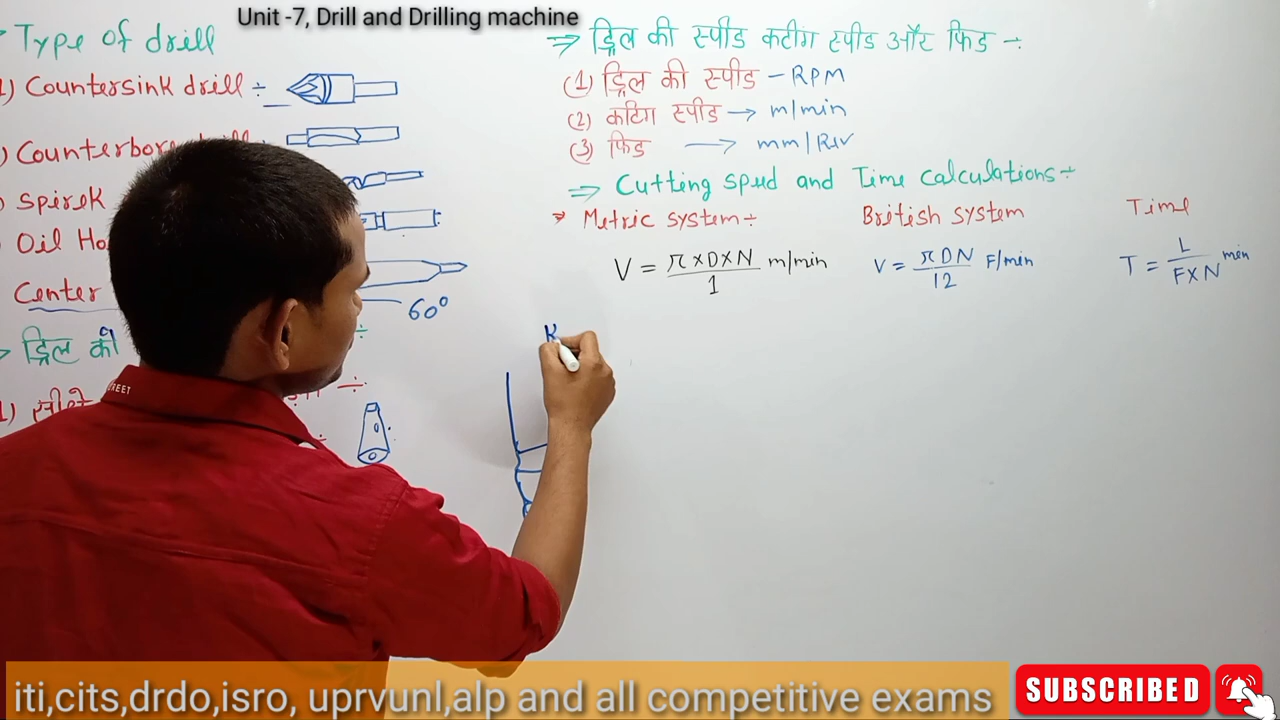 Unit -7, Drill and Drilling machine
Type of drill
1) Countersink drill ÷
) Counterbore
) Spirek
Oil Ho
Center
60°
ड्रिल की
⇒ ड्रिल की स्पीड कटींग स्पीड और फिड ÷
(1) ड्रिल की स्पीड - RPM
(2) कटिंग स्पीड → m/min
(3) फिड → mm/Rev
⇒ Cutting speed and Time calculations ÷
Metric system ÷ British system Time
V = π×D×N/1 m/min V = πDN/12 F/min T = L/F×N min
iti,cits,drdo,isro, uprvunl,alp and all competitive exams
SUBSCRIBED